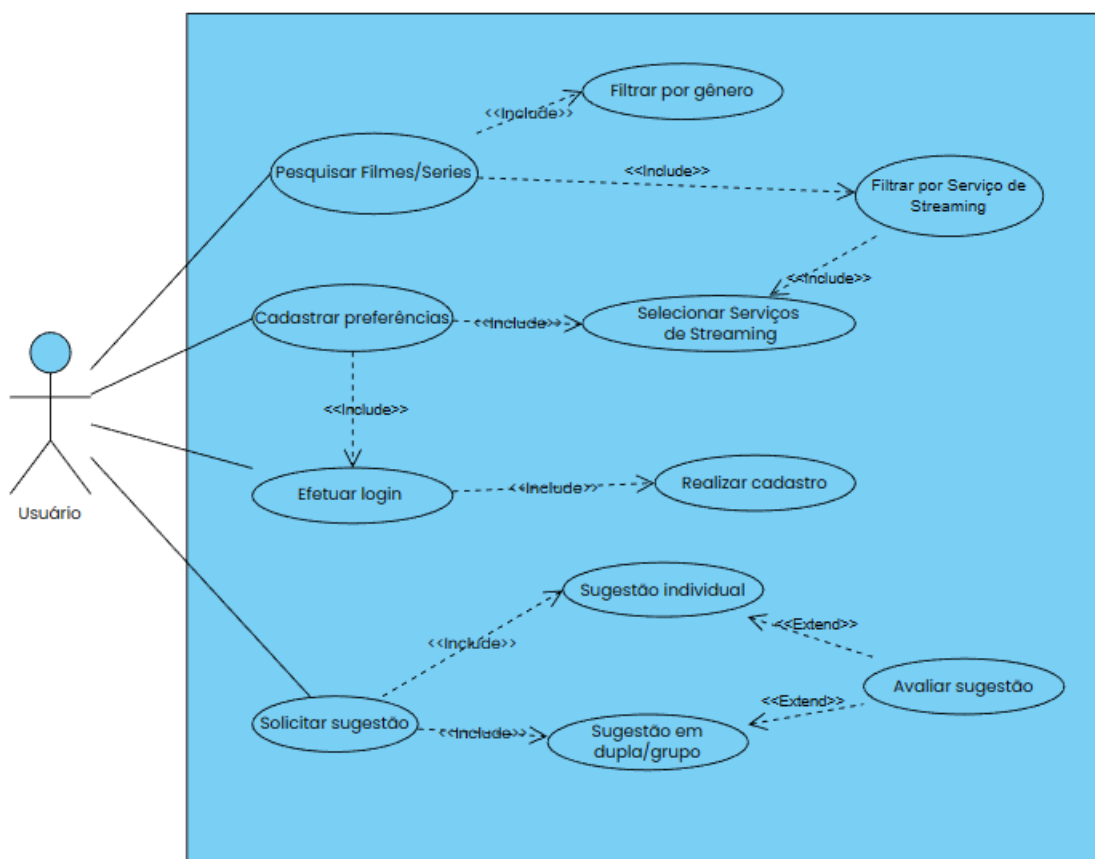 Filtrar por gênero
<<Include>>
Pesquisar Filmes/Series
<<Include>>
Filtrar por Serviço de
Streaming
<<Include>>
Cadastrar preferências
<<Include>>
Selecionar Serviços
de Streaming
<<Include>>
Efetuar login
<<Include>>
Realizar cadastro
Usuário
Sugestão individual
<<Include>>
<<Extend>>
Avaliar sugestão
<<Extend>>
Solicitar sugestão
<<Include>>
Sugestão em
dupla/grupo